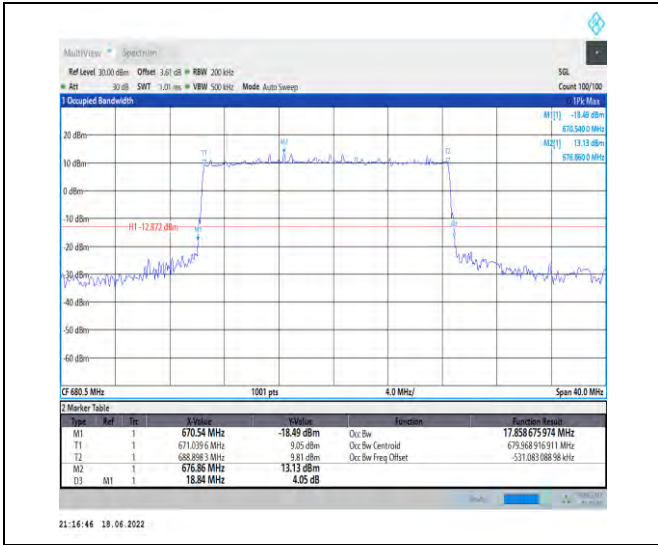 MultiView Spectrum
Ref Level 30.00 dBm Offset 3.61 dB RBW 200 kHz SGL
Att 30 dB SWT 1.01 ms VBW 500 kHz Mode Auto Sweep Count 100/100
1 Occupied Bandwidth 1Pk Max
M1[1] -18.49 dBm
670.540 0 MHz
M2[1] 13.13 dBm
676.860 0 MHz
20 dBm
M2
T1 T2
10 dBm
0 dBm
-10 dBm
H1 -12.872 dBm
M1
-20 dBm
-30 dBm
-40 dBm
-50 dBm
-60 dBm
CF 680.5 MHz 1001 pts 4.0 MHz/ Span 40.0 MHz
2 Marker Table
Type Ref Trc X-Value Y-Value Function Function Result
M1 1 670.54 MHz -18.49 dBm Occ Bw 17.858 675 974 MHz
T1 1 671.039 6 MHz 9.05 dBm Occ Bw Centroid 679.968 916 911 MHz
T2 1 688.898 3 MHz 9.81 dBm Occ Bw Freq Offset -531.083 088 98 kHz
M2 1 676.86 MHz 13.13 dBm
D3 M1 1 18.84 MHz 4.05 dB
21:16:46 18.06.2022